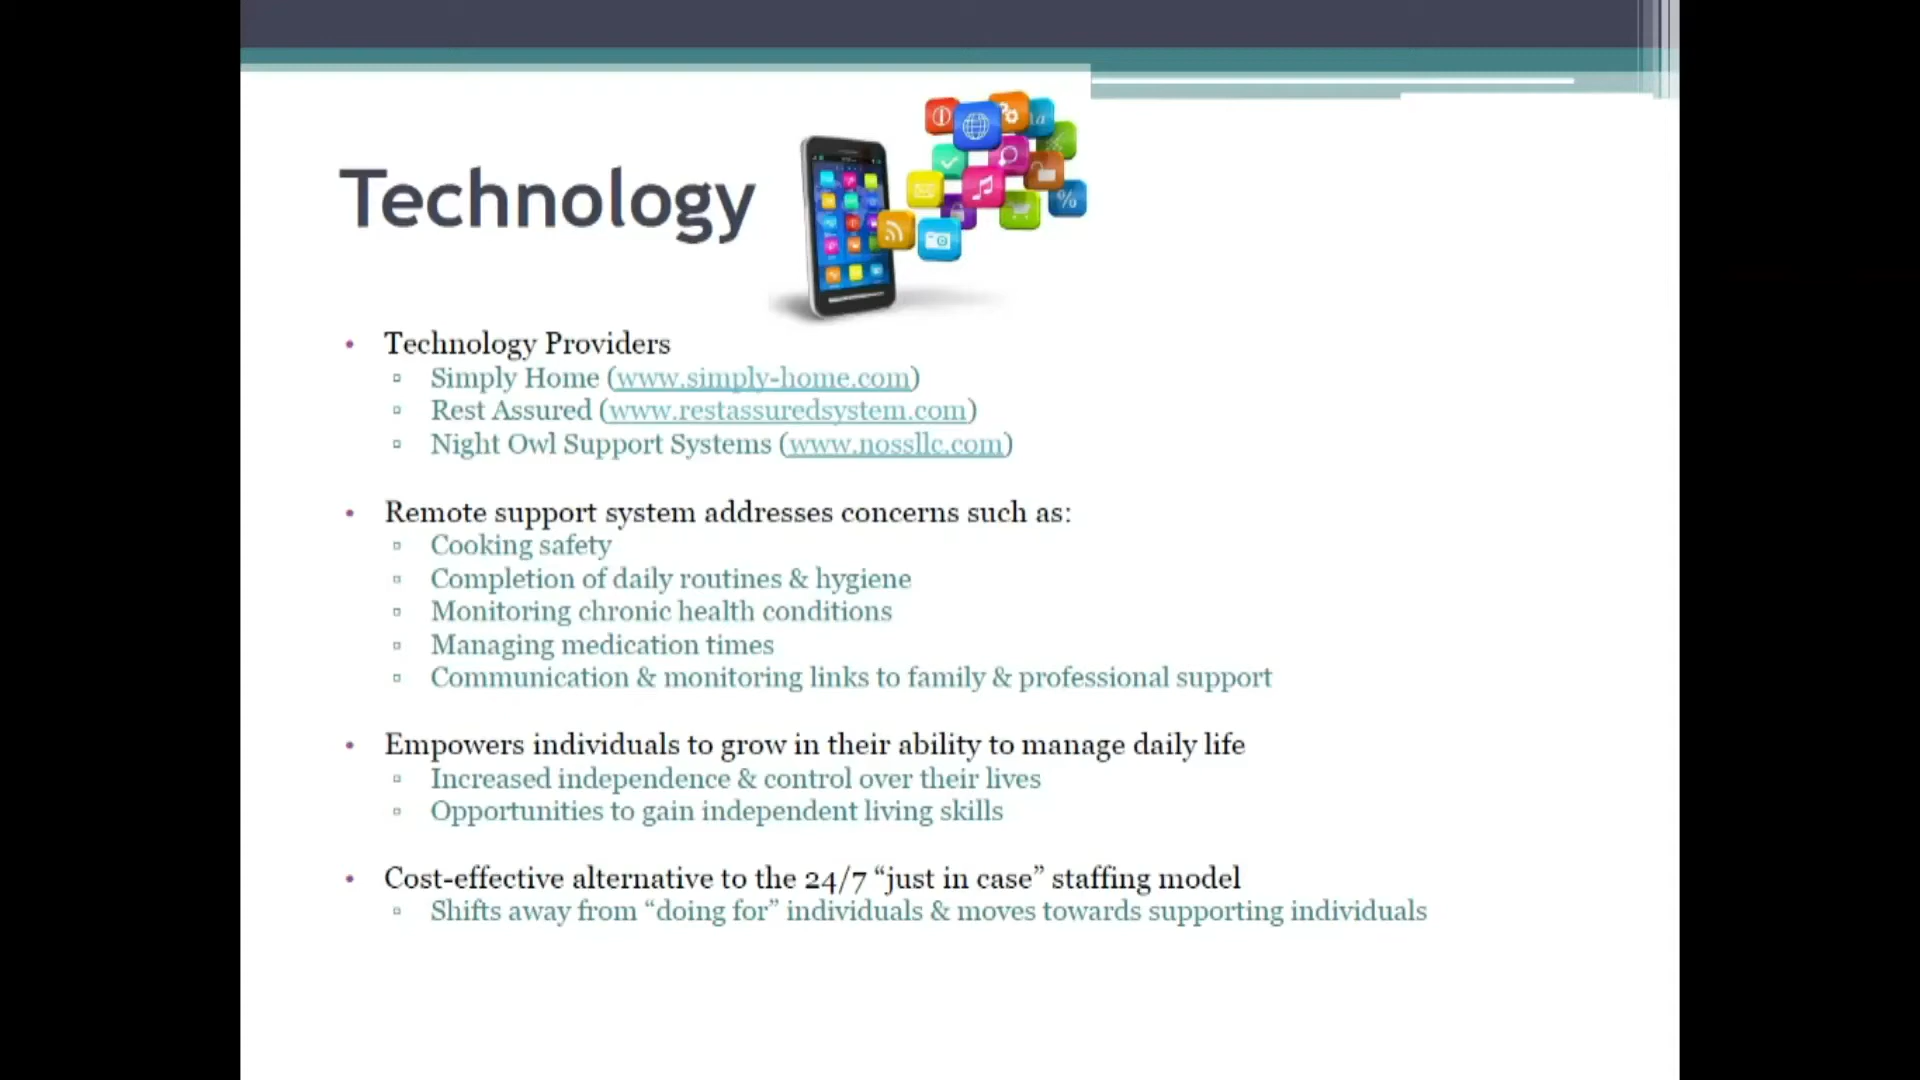 Technology
• Technology Providers
▫ Simply Home (www.simply-home.com)
▫ Rest Assured (www.restassuredsystem.com)
▫ Night Owl Support Systems (www.nossllc.com)
• Remote support system addresses concerns such as:
▫ Cooking safety
▫ Completion of daily routines & hygiene
▫ Monitoring chronic health conditions
▫ Managing medication times
▫ Communication & monitoring links to family & professional support
• Empowers individuals to grow in their ability to manage daily life
▫ Increased independence & control over their lives
▫ Opportunities to gain independent living skills
• Cost-effective alternative to the 24/7 “just in case” staffing model
▫ Shifts away from “doing for” individuals & moves towards supporting individuals